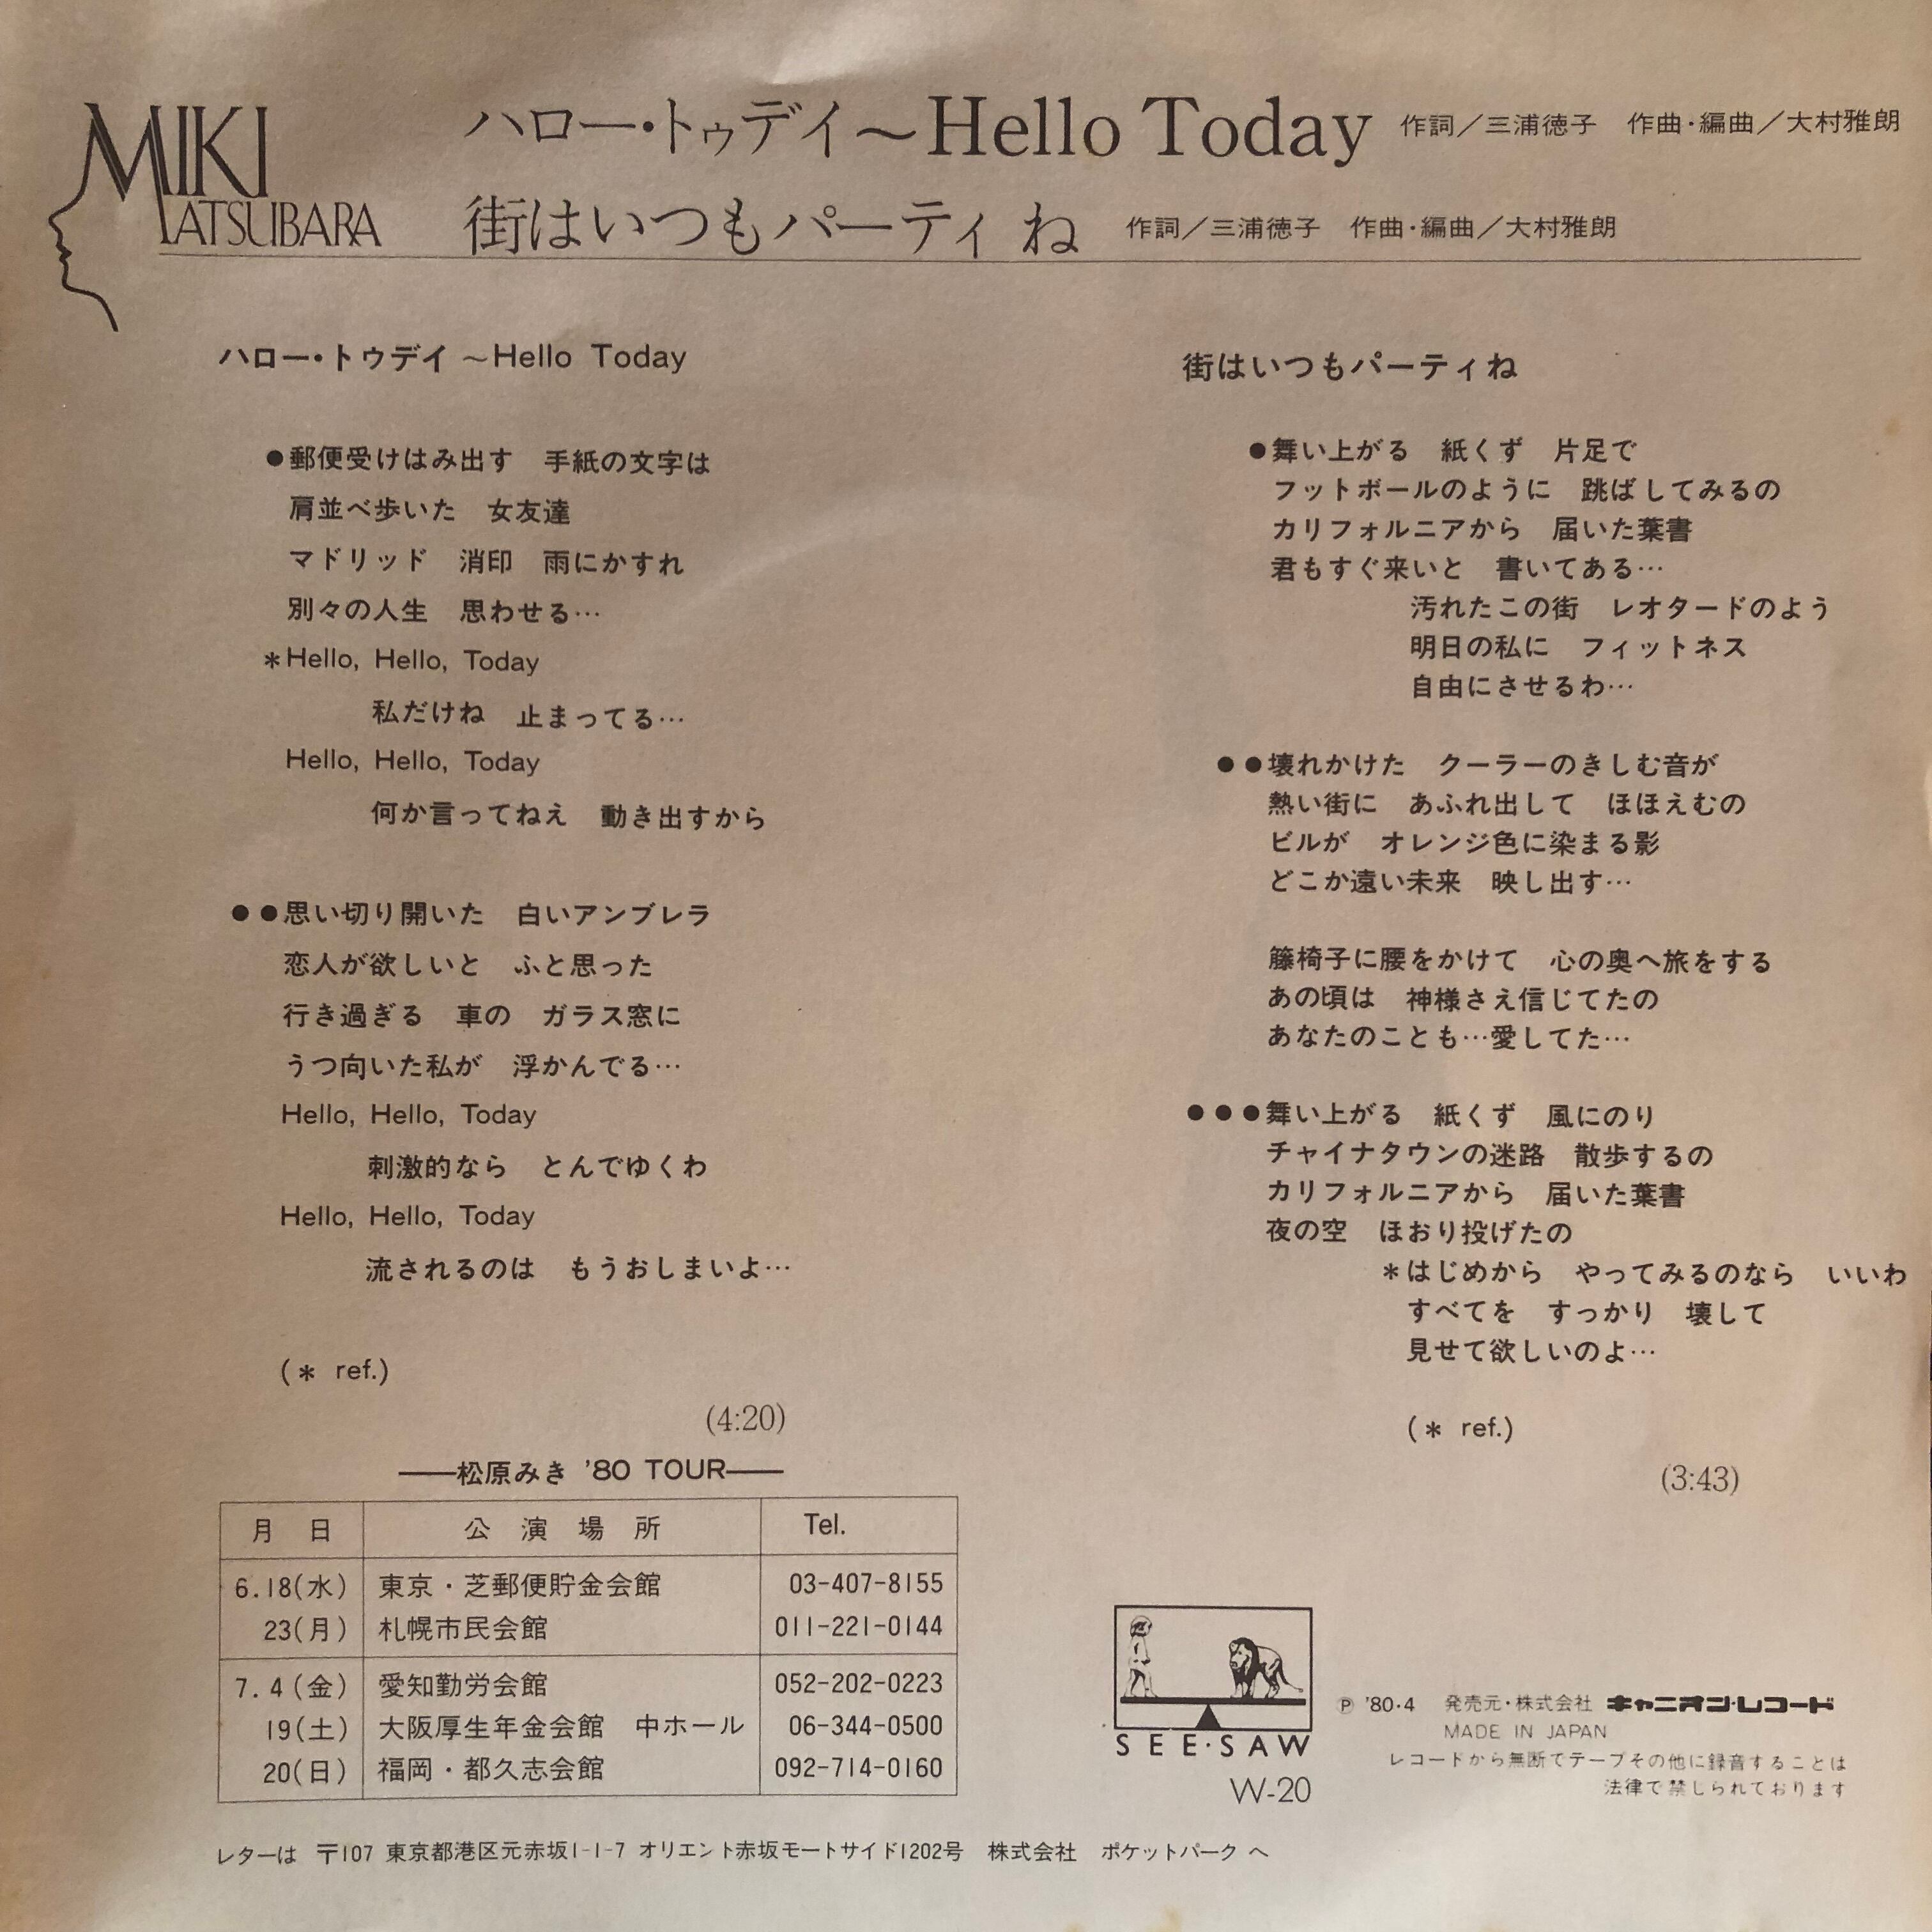 MIKI
MATSUBARA
ハロー・トゥデイ〜Hello Today 作詞／三浦徳子 作曲・編曲／大村雅朗
街はいつもパーティね 作詞／三浦徳子 作曲・編曲／大村雅朗
ハロー・トゥデイ 〜Hello Today
●郵便受けはみ出す 手紙の文字は
肩並べ歩いた 女友達
マドリッド 消印 雨にかすれ
別々の人生 思わせる…
＊Hello, Hello, Today
私だけね 止まってる…
Hello, Hello, Today
何か言ってねえ 動き出すから
●●思い切り開いた 白いアンブレラ
恋人が欲しいと ふと思った
行き過ぎる 車の ガラス窓に
うつ向いた私が 浮かんでる…
Hello, Hello, Today
刺激的なら とんでゆくわ
Hello, Hello, Today
流されるのは もうおしまいよ…
(＊ ref.)
(4:20)
街はいつもパーティね
●舞い上がる 紙くず 片足で
フットボールのように 跳ばしてみるの
カリフォルニアから 届いた葉書
君もすぐ来いと 書いてある…
汚れたこの街 レオタードのよう
明日の私に フィットネス
自由にさせるわ…
●●壊れかけた クーラーのきしむ音が
熱い街に あふれ出して ほほえむの
ビルが オレンジ色に染まる影
どこか遠い未来 映し出す…
籐椅子に腰をかけて 心の奥へ旅をする
あの頃は 神様さえ信じてたの
あなたのことも…愛してた…
●●●舞い上がる 紙くず 風にのり
チャイナタウンの迷路 散歩するの
カリフォルニアから 届いた葉書
夜の空 ほおり投げたの
＊はじめから やってみるのなら いいわ
すべてを すっかり 壊して
見せて欲しいのよ…
(＊ ref.)
(3:43)
——松原みき '80 TOUR——
月 日 公 演 場 所 Tel.
6.18(水) 東京・芝郵便貯金会館 03-407-8155
23(月) 札幌市民会館 011-221-0144
7. 4(金) 愛知勤労会館 052-202-0223
19(土) 大阪厚生年金会館 中ホール 06-344-0500
20(日) 福岡・都久志会館 092-714-0160
SEE・SAW
W-20
Ⓟ '80・4 発売元・株式会社 キャニオン・レコード
MADE IN JAPAN
レコードから無断でテープその他に録音することは
法律で禁じられております
レターは 〒107 東京都港区元赤坂1-1-7 オリエント赤坂モートサイド1202号 株式会社 ポケットパーク へ